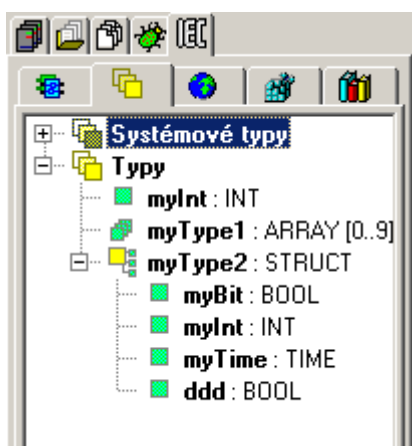 IEC
Systémové typy
Typy
myInt : INT
myType1 : ARRAY [0..9]
myType2 : STRUCT
myBit : BOOL
myInt : INT
myTime : TIME
ddd : BOOL